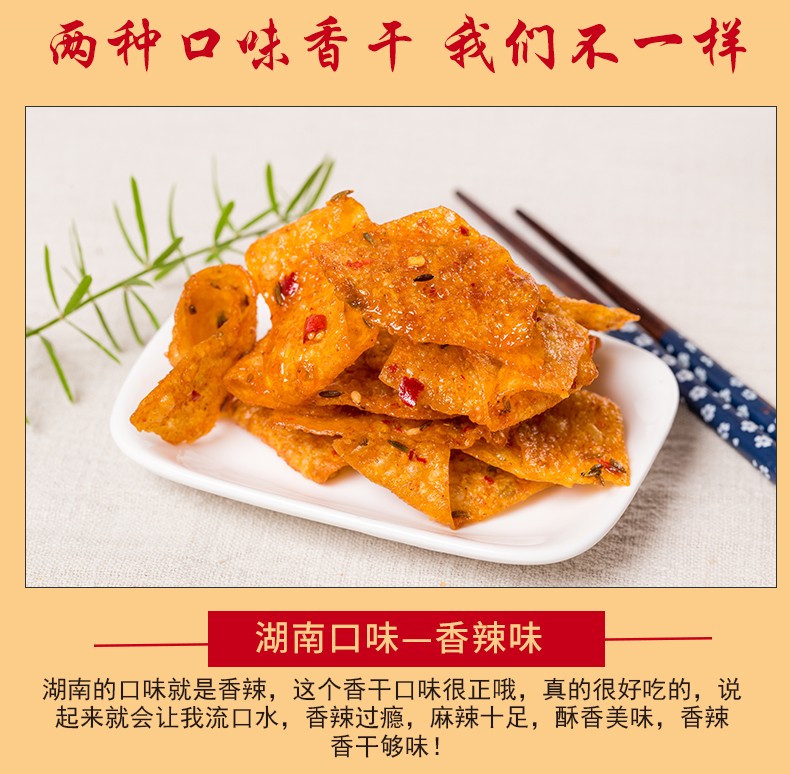 两种口味香干 我们不一样
湖南口味—香辣味
湖南的口味就是香辣，这个香干口味很正哦，真的很好吃的，说
起来就会让我流口水，香辣过瘾，麻辣十足，酥香美味，香辣
香干够味！